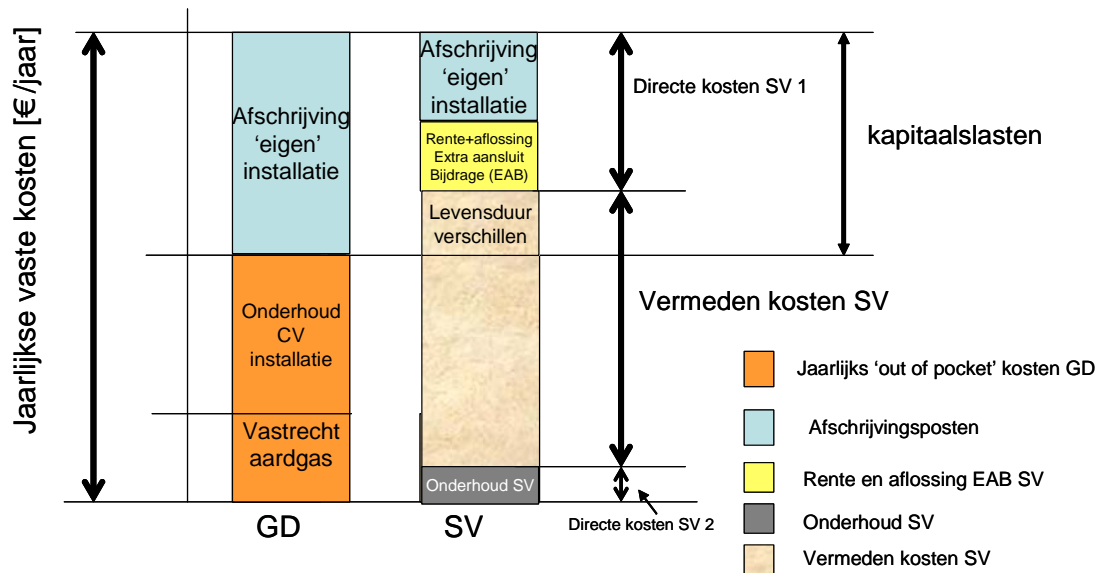 Jaarlijkse vaste kosten [€/jaar]
Afschrijving
‘eigen’
installatie
Onderhoud
CV
installatie
Vastrecht
aardgas
GD
Afschrijving
‘eigen’
installatie
Rente+aflossing
Extra aansluit
Bijdrage (EAB)
Levensduur
verschillen
Onderhoud SV
SV
Directe kosten SV 1
kapitaalslasten
Vermeden kosten SV
Directe kosten SV 2
Jaarlijks ‘out of pocket’ kosten GD
Afschrijvingsposten
Rente en aflossing EAB SV
Onderhoud SV
Vermeden kosten SV